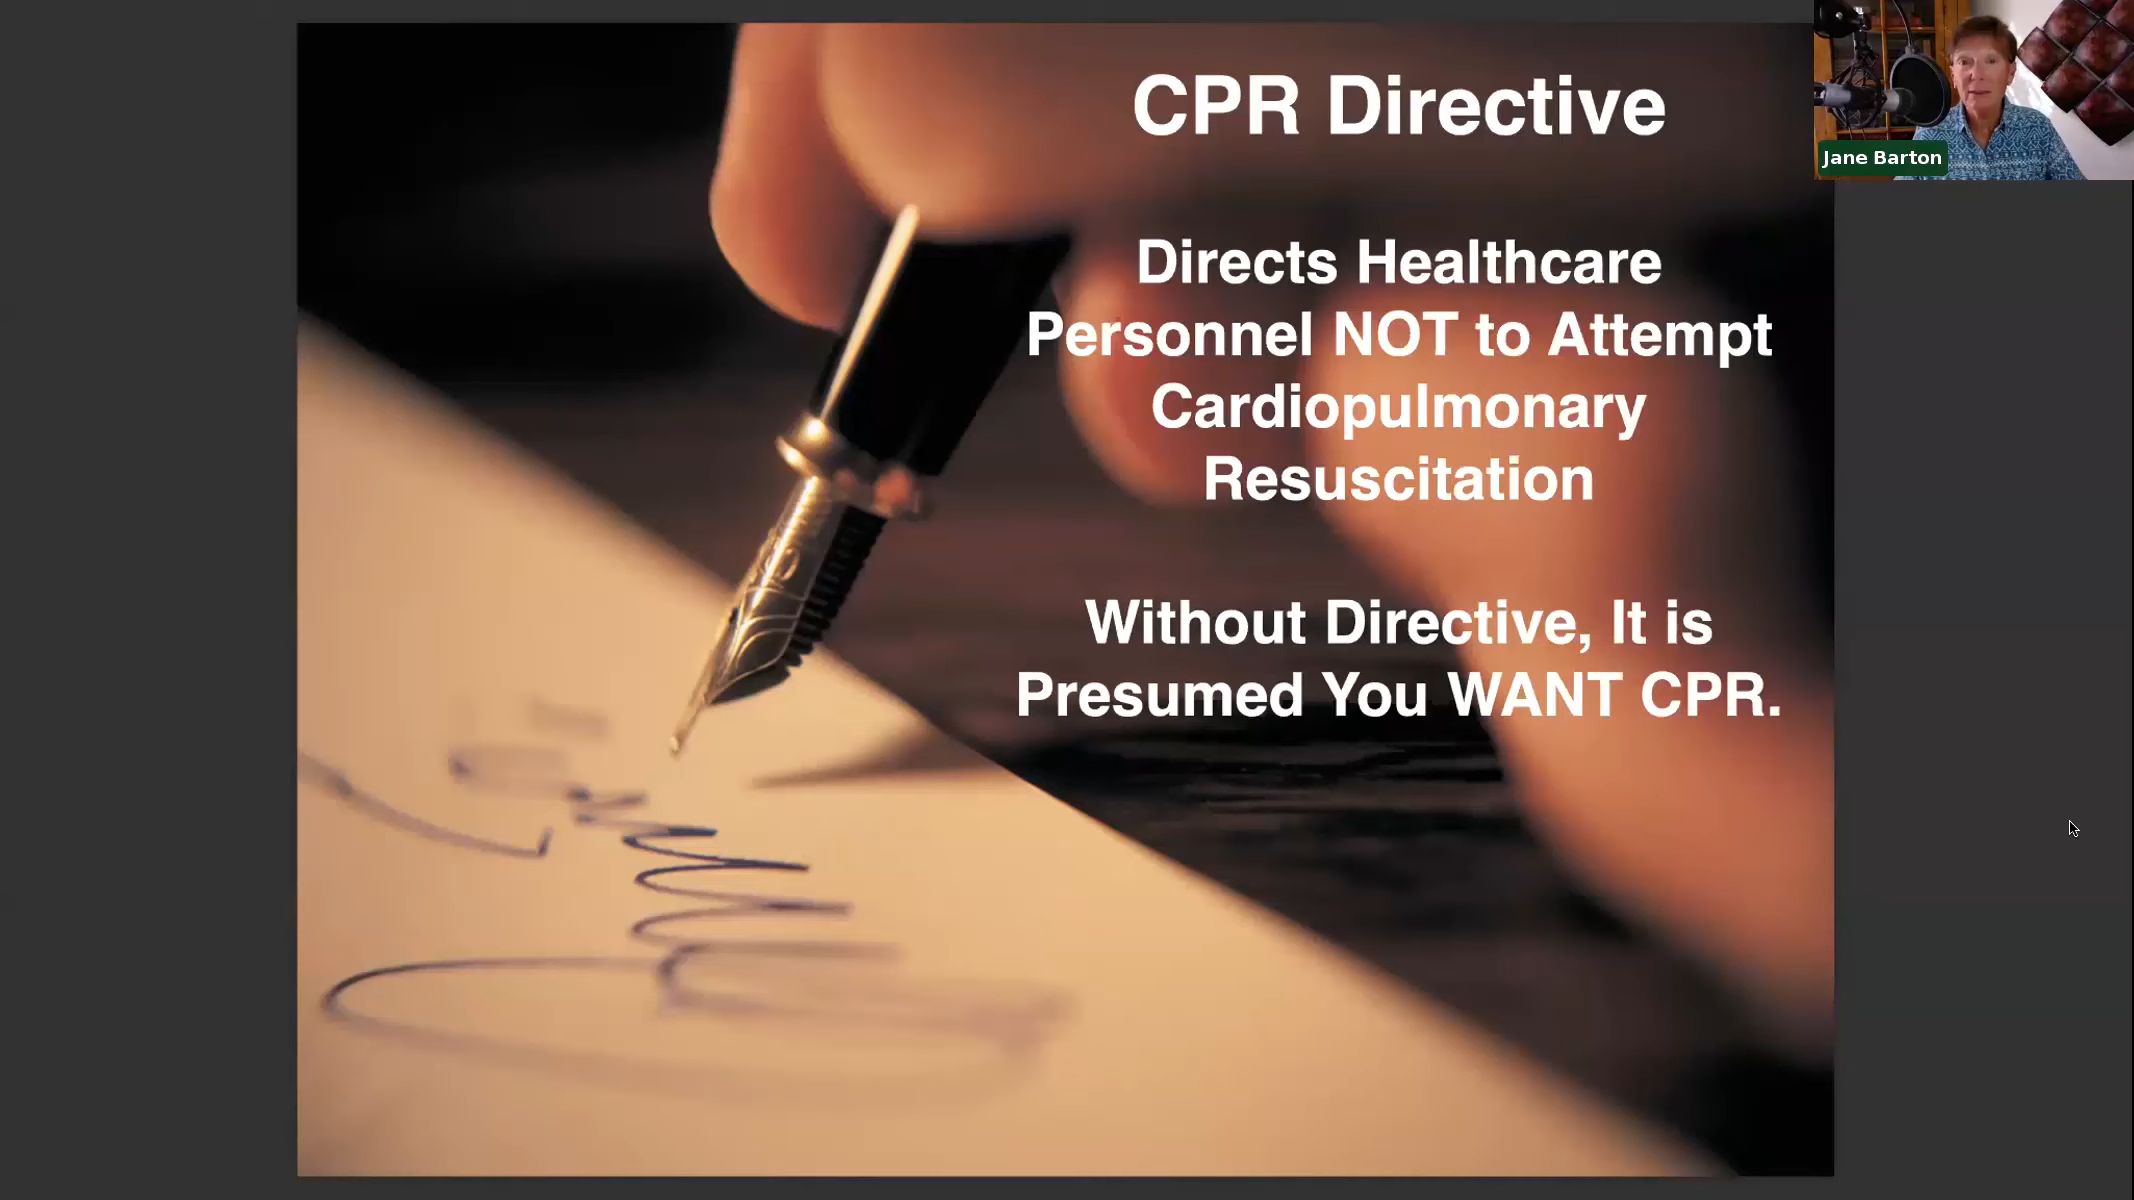 CPR Directive
Directs Healthcare
Personnel NOT to Attempt
Cardiopulmonary
Resuscitation
Without Directive, It is
Presumed You WANT CPR.
Jane Barton